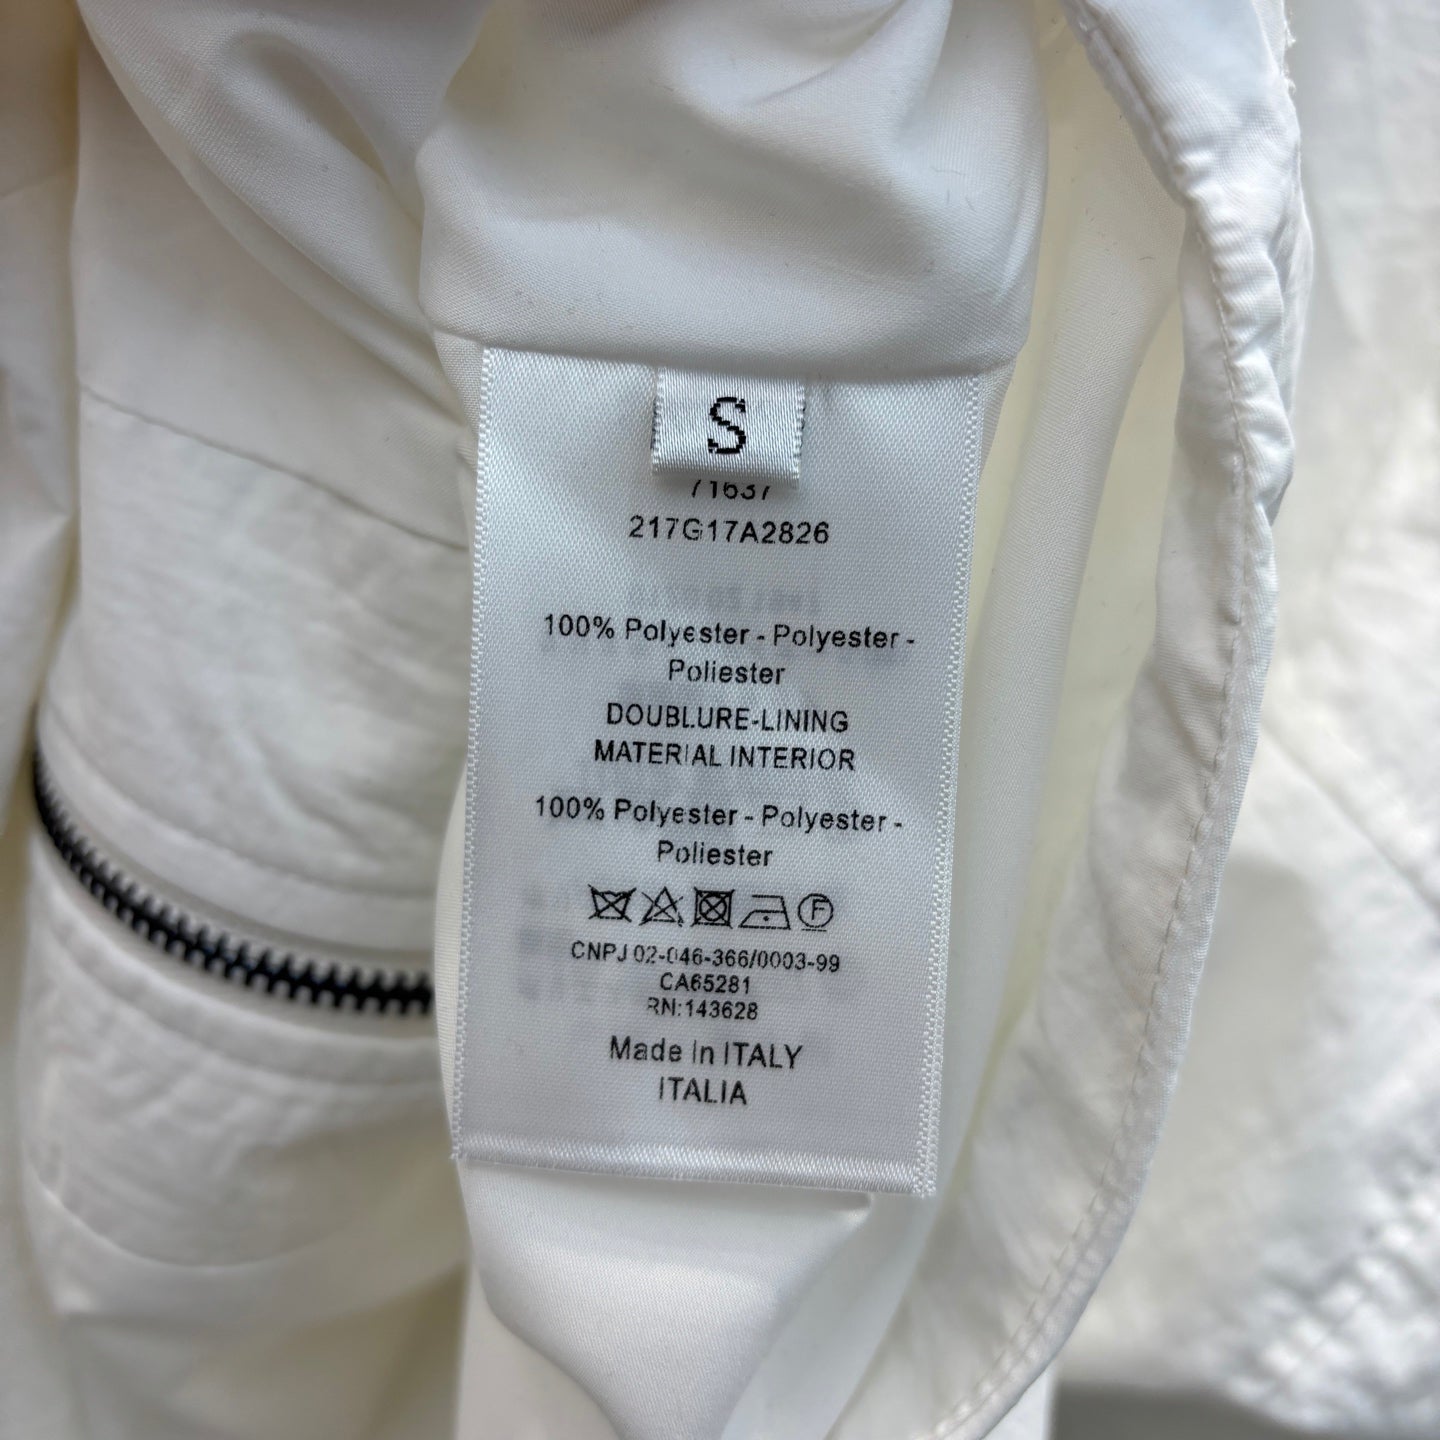 S
71637
217G17A2826
100% Polyester - Polyester -
Poliester
DOUBLURE-LINING
MATERIAL INTERIOR
100% Polyester - Polyester -
Poliester
F
CNPJ 02-046-366/0003-99
CA65281
RN:143628
Made in ITALY
ITALIA